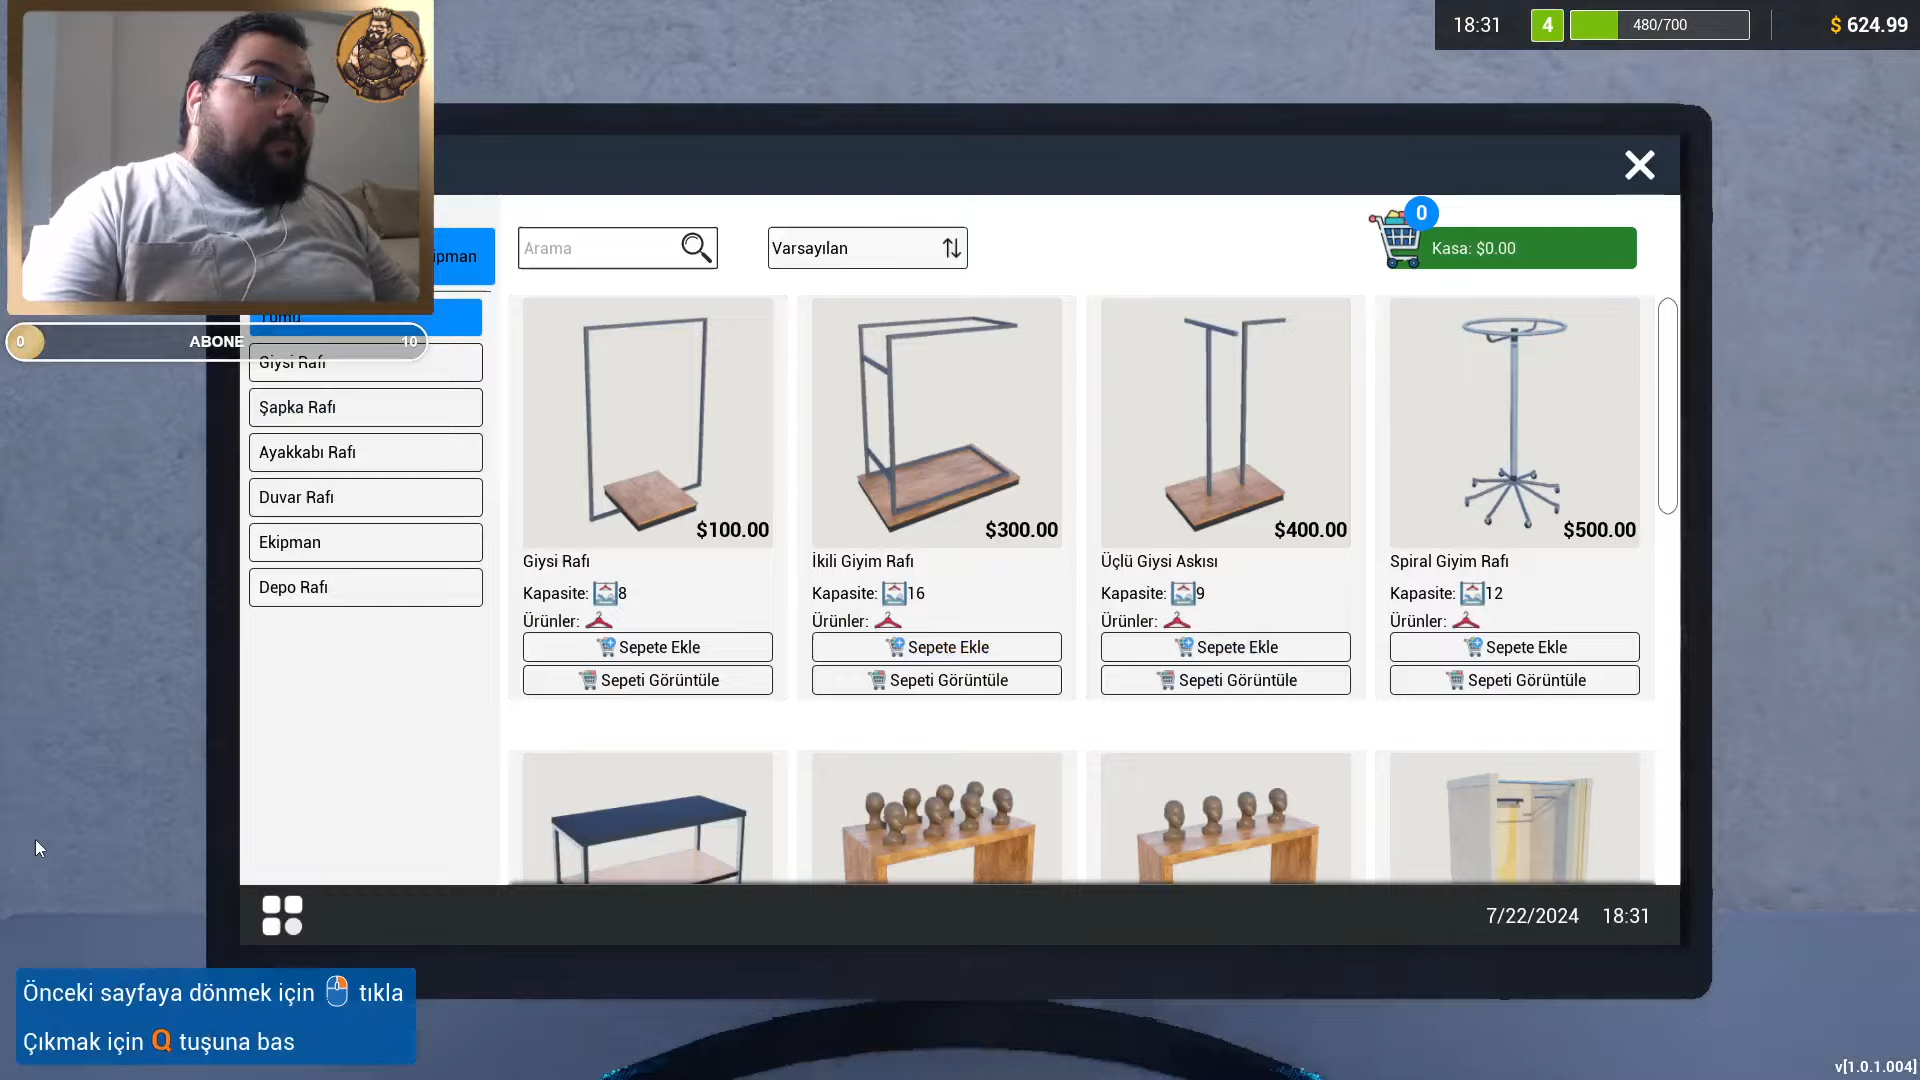 18:31
4
480/700
$ 624.99
0
ipman
Arama
Varsayılan
Kasa: $0.00
Tümü
0
ABONE
10
Giysi Rafı
Şapka Rafı
Ayakkabı Rafı
Duvar Rafı
Ekipman
Depo Rafı
$100.00
$300.00
$400.00
$500.00
Giysi Rafı
İkili Giyim Rafı
Üçlü Giysi Askısı
Spiral Giyim Rafı
Kapasite: 8
Kapasite: 16
Kapasite: 9
Kapasite: 12
Ürünler:
Ürünler:
Ürünler:
Ürünler:
Sepete Ekle
Sepete Ekle
Sepete Ekle
Sepete Ekle
Sepeti Görüntüle
Sepeti Görüntüle
Sepeti Görüntüle
Sepeti Görüntüle
7/22/2024 18:31
Önceki sayfaya dönmek için tıkla
Çıkmak için Q tuşuna bas
v[1.0.1.004]